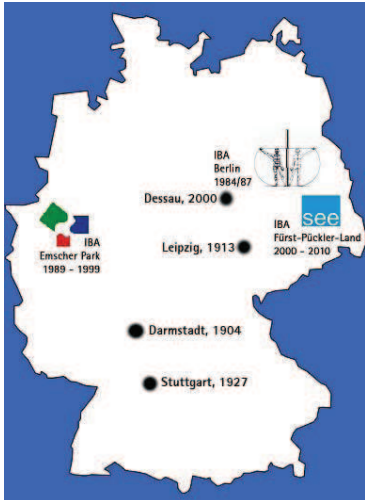 IBA
Berlin
1984/87
Dessau, 2000
see
IBA
Fürst-Pückler-Land
2000 - 2010
IBA
Emscher Park
1989 - 1999
Leipzig, 1913
Darmstadt, 1904
Stuttgart, 1927